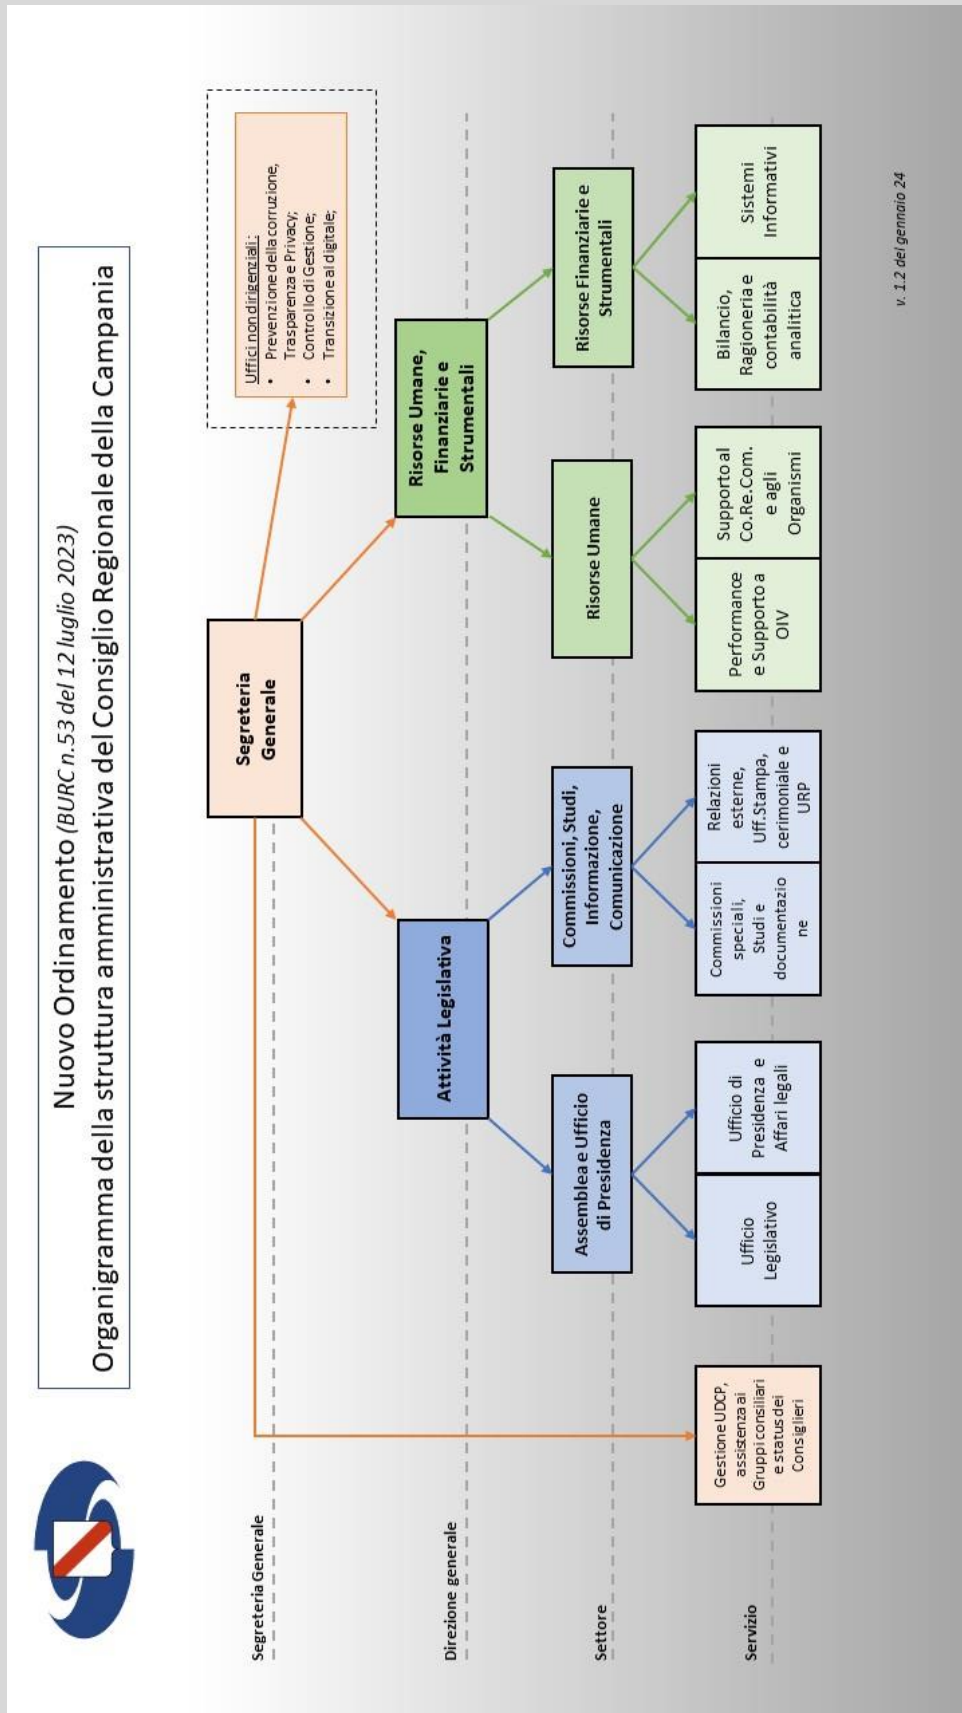 Nuovo Ordinamento (BURC n.53 del 12 luglio 2023)
Organigramma della struttura amministrativa del Consiglio Regionale della Campania
Segreteria Generale
Segreteria
Generale
Uffici non dirigenziali:
• Prevenzione della corruzione,
Trasparenza e Privacy;
• Controllo di Gestione;
• Transizione al digitale;
Direzione generale
Attività Legislativa
Risorse Umane,
Finanziarie e
Strumentali
Settore
Assemblea e Ufficio
di Presidenza
Commissioni, Studi,
Informazione,
Comunicazione
Risorse Umane
Risorse Finanziarie e
Strumentali
Servizio
Gestione UDCP,
assistenza ai
Gruppi consiliari
e status dei
Consiglieri
Ufficio
Legislativo
Ufficio di
Presidenza e
Affari legali
Commissioni
speciali,
Studi e
documentazio
ne
Relazioni
esterne,
Uff.Stampa,
cerimoniale e
URP
Performance
e Supporto a
OIV
Supporto al
Co.Re.Com.
e agli
Organismi
Bilancio,
Ragioneria e
contabilità
analitica
Sistemi
Informativi
v. 1.2 del gennaio 24